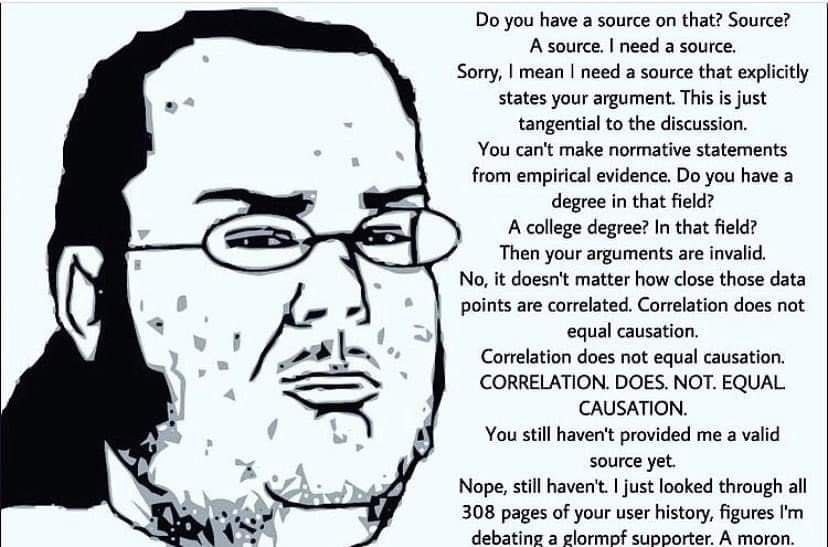 Do you have a source on that? Source?
A source. I need a source.
Sorry, I mean I need a source that explicitly
states your argument. This is just
tangential to the discussion.
You can't make normative statements
from empirical evidence. Do you have a
degree in that field?
A college degree? In that field?
Then your arguments are invalid.
No, it doesn't matter how close those data
points are correlated. Correlation does not
equal causation.
Correlation does not equal causation.
CORRELATION. DOES. NOT. EQUAL.
CAUSATION.
You still haven't provided me a valid
source yet.
Nope, still haven't. I just looked through all
308 pages of your user history, figures I'm
debating a glormpf supporter. A moron.